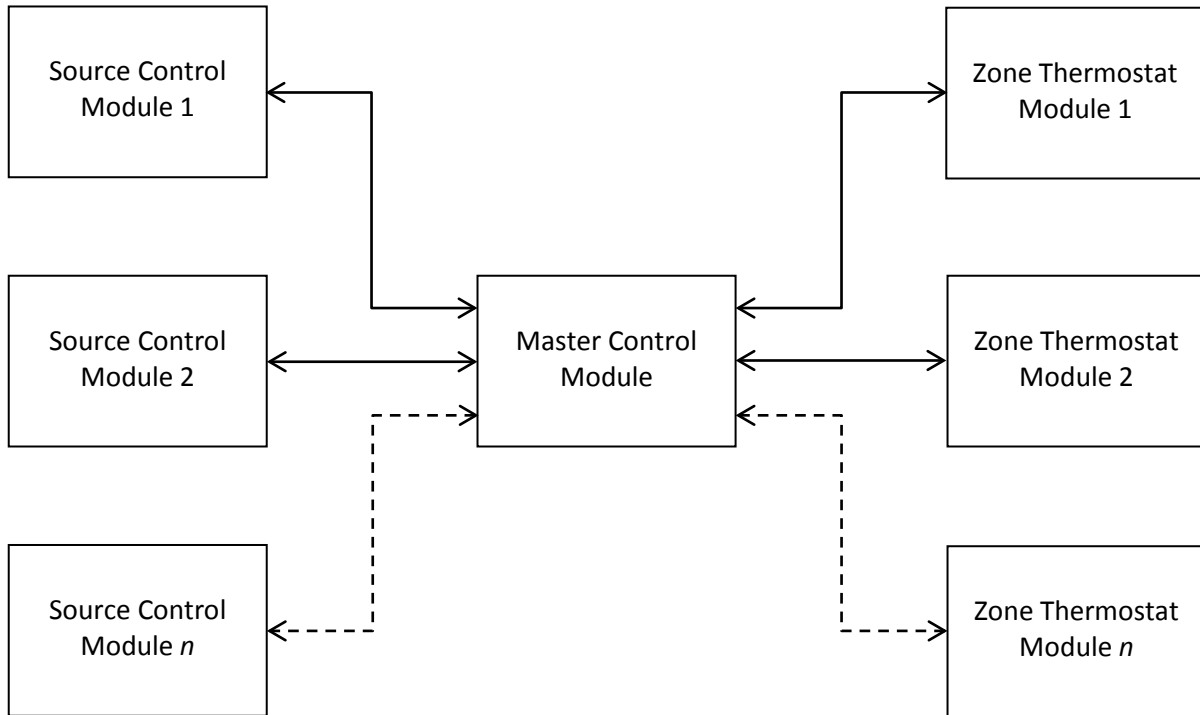 Source Control
Module 1
Zone Thermostat
Module 1
Source Control
Module 2
Master Control
Module
Zone Thermostat
Module 2
Source Control
Module n
Zone Thermostat
Module n